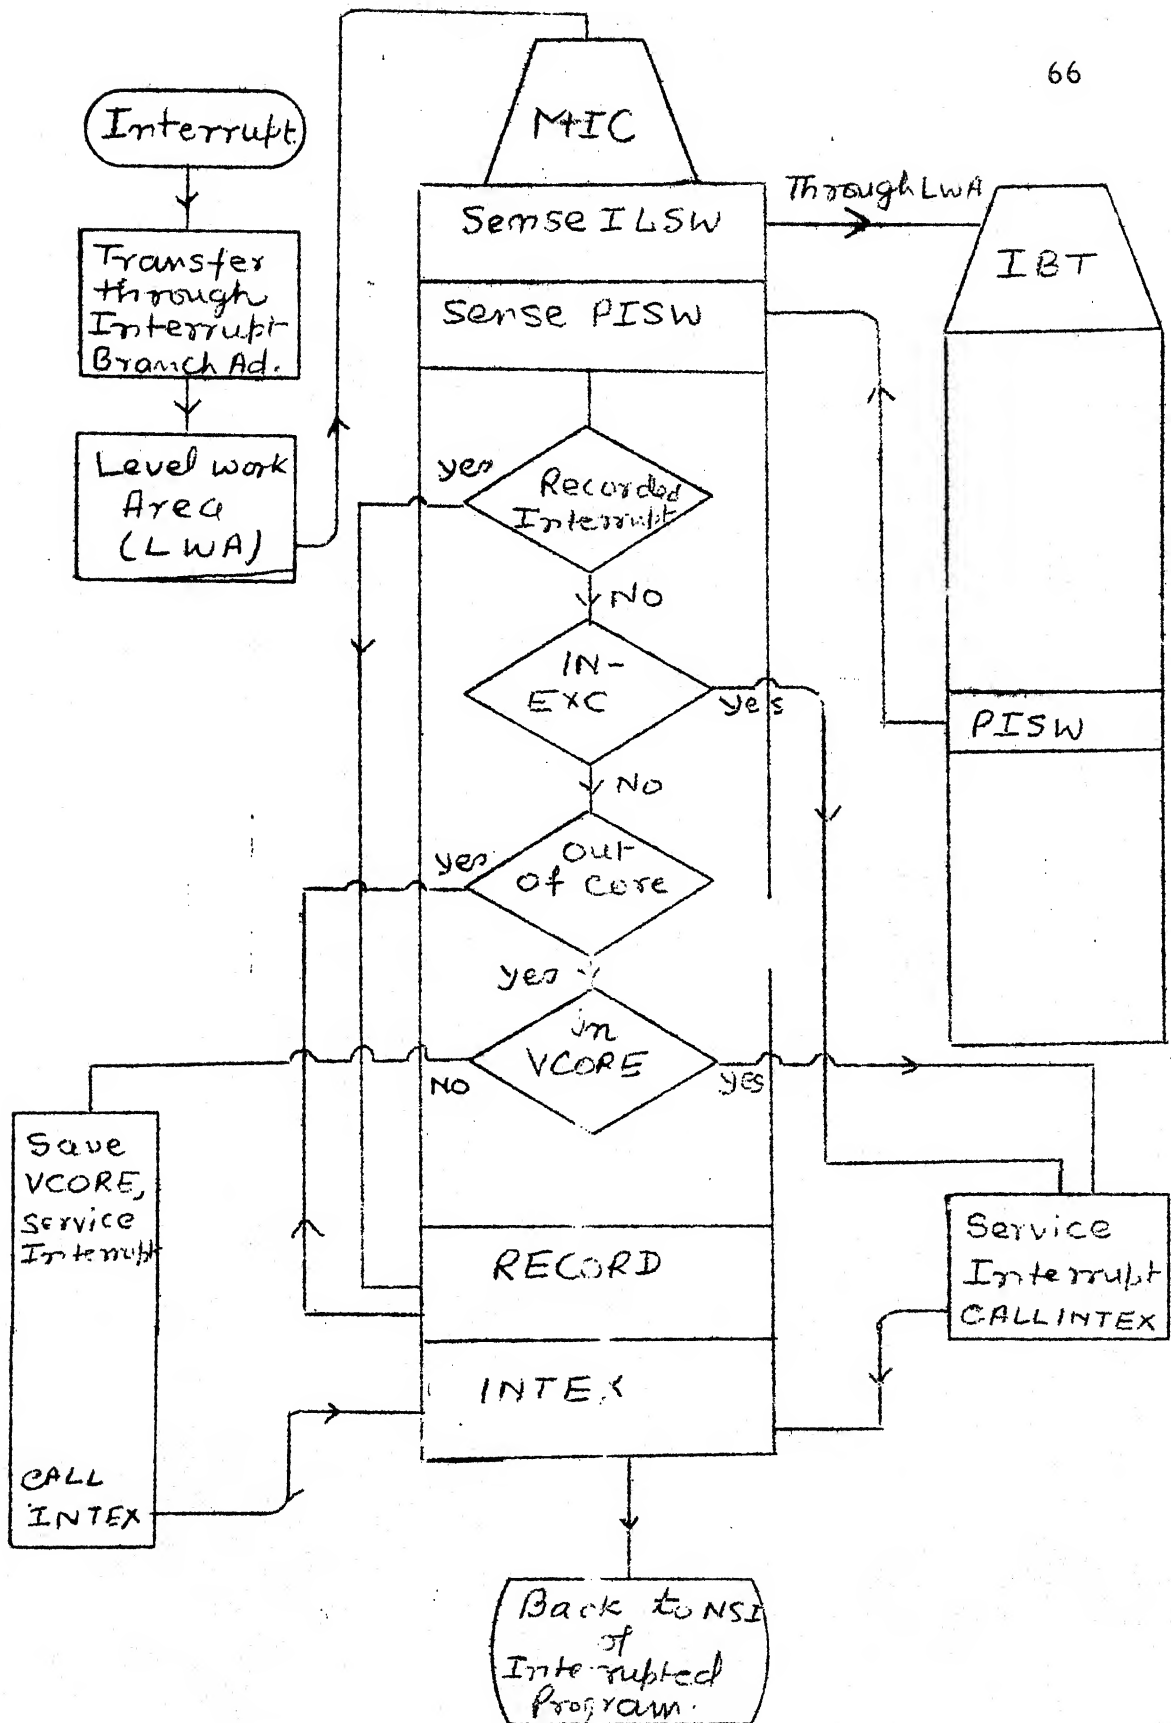 66
Interrupt.
Transfer
through
Interrupt
Branch Ad.
Level work
Area
(LWA)
MIC
Sense ILSW
Sense PISW
Through LWA
IBT
PISW
Recorded
Interrupt
yes
NO
IN-
EXC
yes
NO
out
of core
yes
yes
in
VCORE
NO
yes
Save
VCORE,
Service
Interrupt
CALL
INTEX
RECORD
INTEX
Service
Interrupt
CALL INTEX
Back to NSI
of
Interrupted
Program.